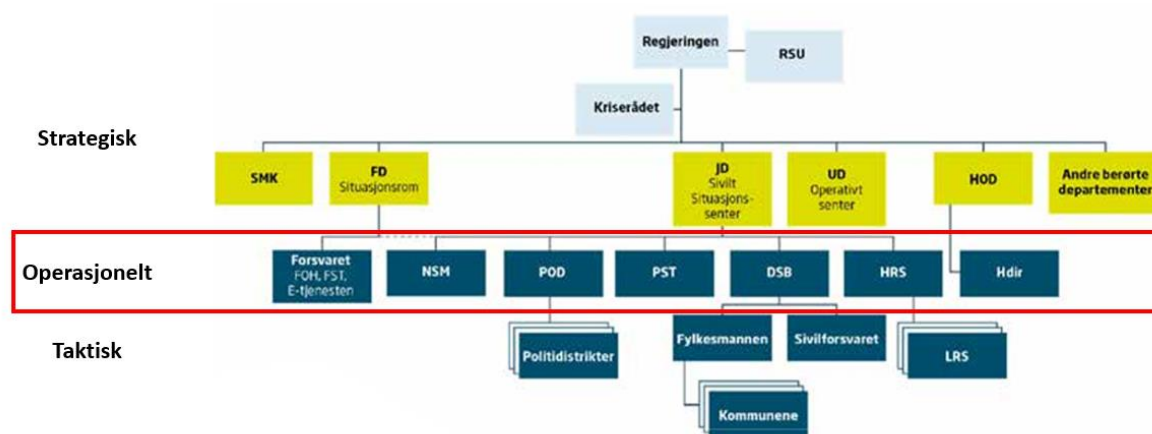 Regjeringen
RSU
Kriserådet
Strategisk
SMK
FD
Situasjonsrom
JD
Sivilt
Situasjons-
senter
UD
Operativt
senter
HOD
Andre berørte
departementer
Operasjonelt
Forsvaret
FOH, FST,
E-tjenesten
NSM
POD
PST
DSB
HRS
Hdir
Taktisk
Politidistrikter
Fylkesmannen
Sivilforsvaret
LRS
Kommunene